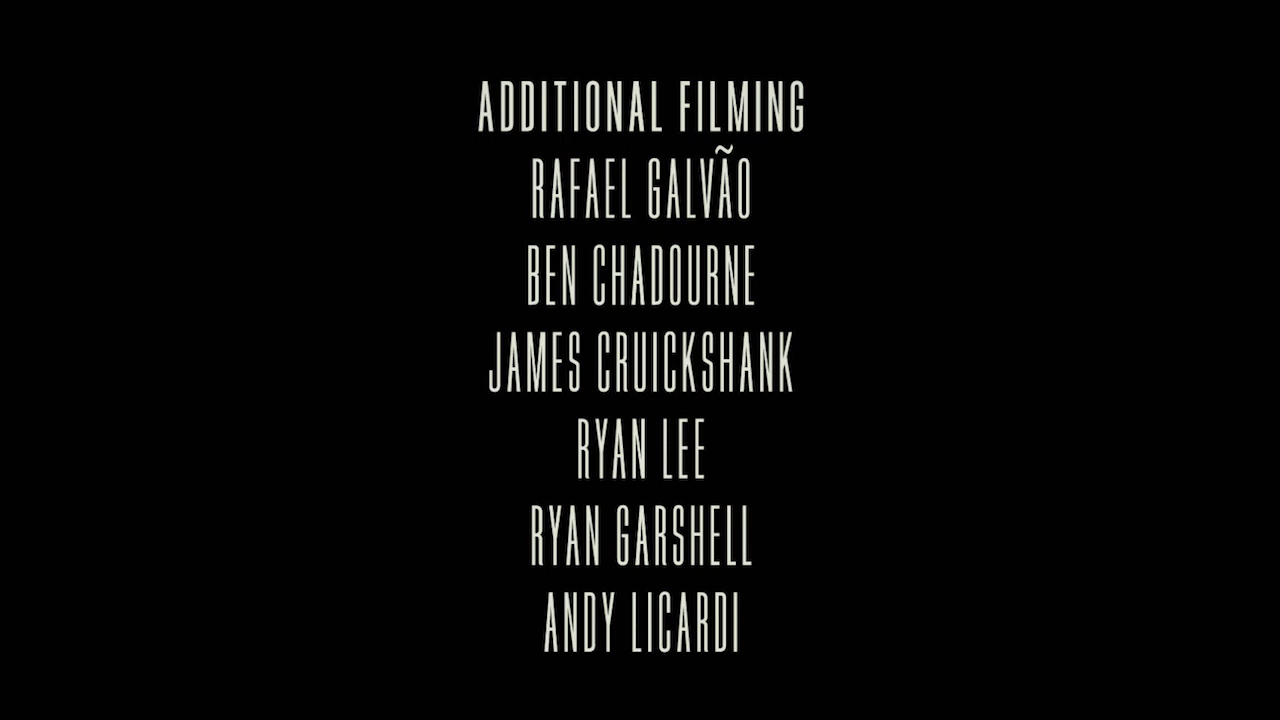 ADDITIONAL FILMING
RAFAEL GALVÃO
BEN CHADOURNE
JAMES CRUICKSHANK
RYAN LEE
RYAN GARSHELL
ANDY LICARDI